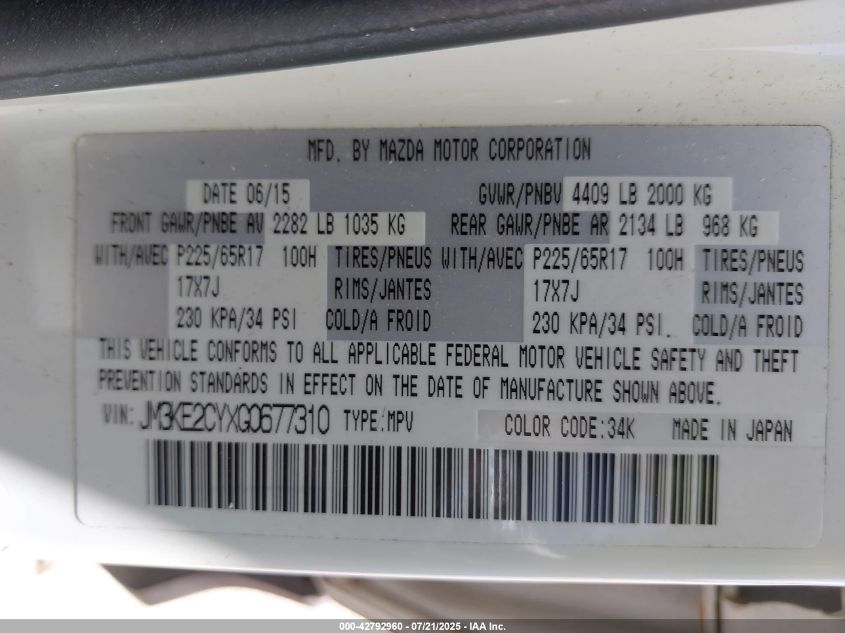 MFD. BY MAZDA MOTOR CORPORATION
DATE 06/15 GVWR/PNBV 4409 LB 2000 KG
FRONT GAWR/PNBE AV 2282 LB 1035 KG REAR GAWR/PNBE AR 2134 LB 968 KG
WITH/AVEC P225/65R17 100H TIRES/PNEUS WITH/AVEC P225/65R17 100H TIRES/PNEUS
17X7J RIMS/JANTES 17X7J RIMS/JANTES
230 KPA/34 PSI COLD/A FROID 230 KPA/34 PSI. COLD/A FROID
THIS VEHICLE CONFORMS TO ALL APPLICABLE FEDERAL MOTOR VEHICLE SAFETY AND THEFT
PREVENTION STANDARDS IN EFFECT ON THE DATE OF MANUFACTURE SHOWN ABOVE.
VIN: JM3KE2CYXG0677310 TYPE:MPV COLOR CODE:34K MADE IN JAPAN
000-42792960 - 07/21/2025 - IAA Inc.